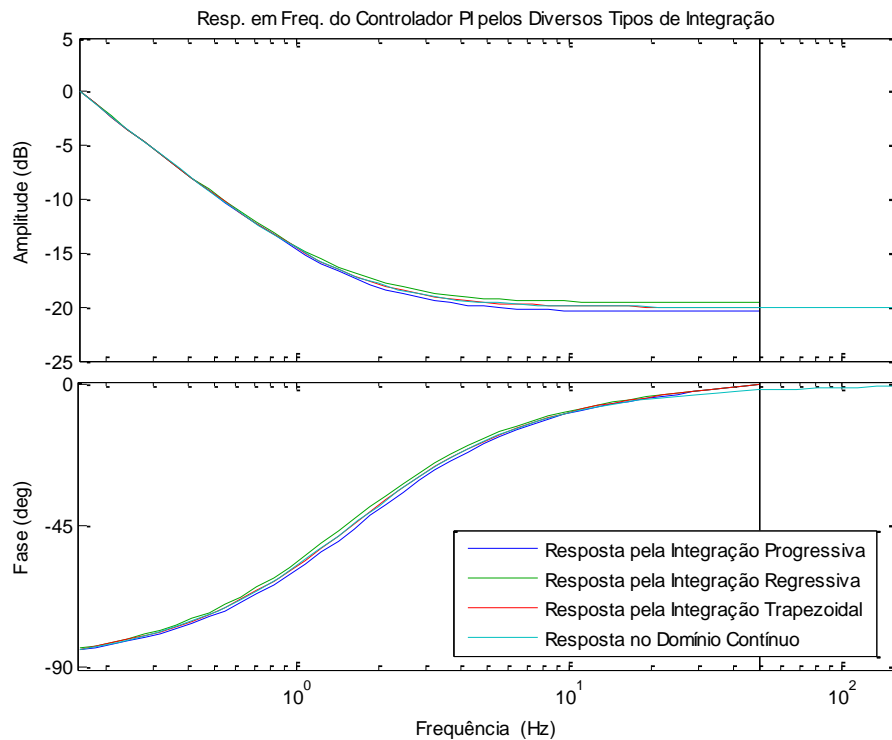 Resp. em Freq. do Controlador PI pelos Diversos Tipos de Integração
5
0
-5
-10
-15
-20
-25
Amplitude (dB)
0
-45
-90
Fase (deg)
Resposta pela Integração Progressiva
Resposta pela Integração Regressiva
Resposta pela Integração Trapezoidal
Resposta no Domínio Contínuo
10^0 10^1 10^2
Frequência (Hz)